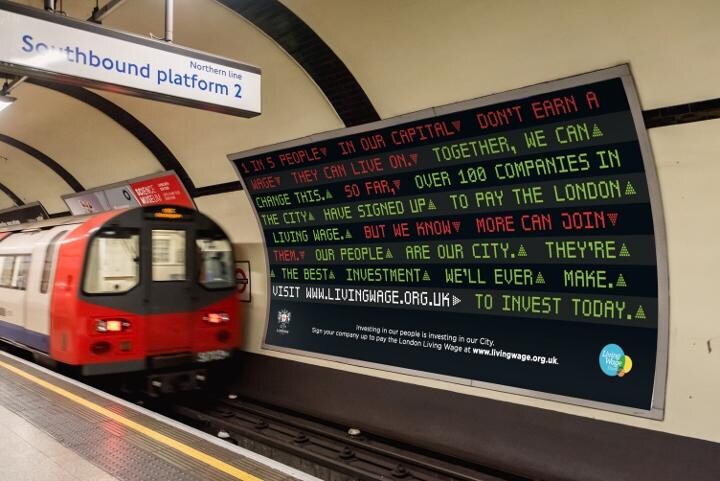 Northern line
Southbound platform 2
SCIENCE
MUSEUM
1 IN 5 PEOPLE▼ IN OUR CAPITAL▼ DON'T EARN A
WAGE▼ THEY CAN LIVE ON.▼ TOGETHER, WE CAN▲
CHANGE THIS.▲ SO FAR,▼ OVER 100 COMPANIES IN
THE CITY▲ HAVE SIGNED UP▲ TO PAY THE LONDON▲
LIVING WAGE.▲ BUT WE KNOW▼ MORE CAN JOIN▼
THEM.▼ OUR PEOPLE▲ ARE OUR CITY.▲ THEY'RE▲
▲ THE BEST▲ INVESTMENT▲ WE'LL EVER▲ MAKE.▲
VISIT WWW.LIVINGWAGE.ORG.UK▶ TO INVEST TODAY.▲
Investing in our people is investing in our City.
Sign your company up to pay the London Living Wage at www.livingwage.org.uk.
Living
Wage